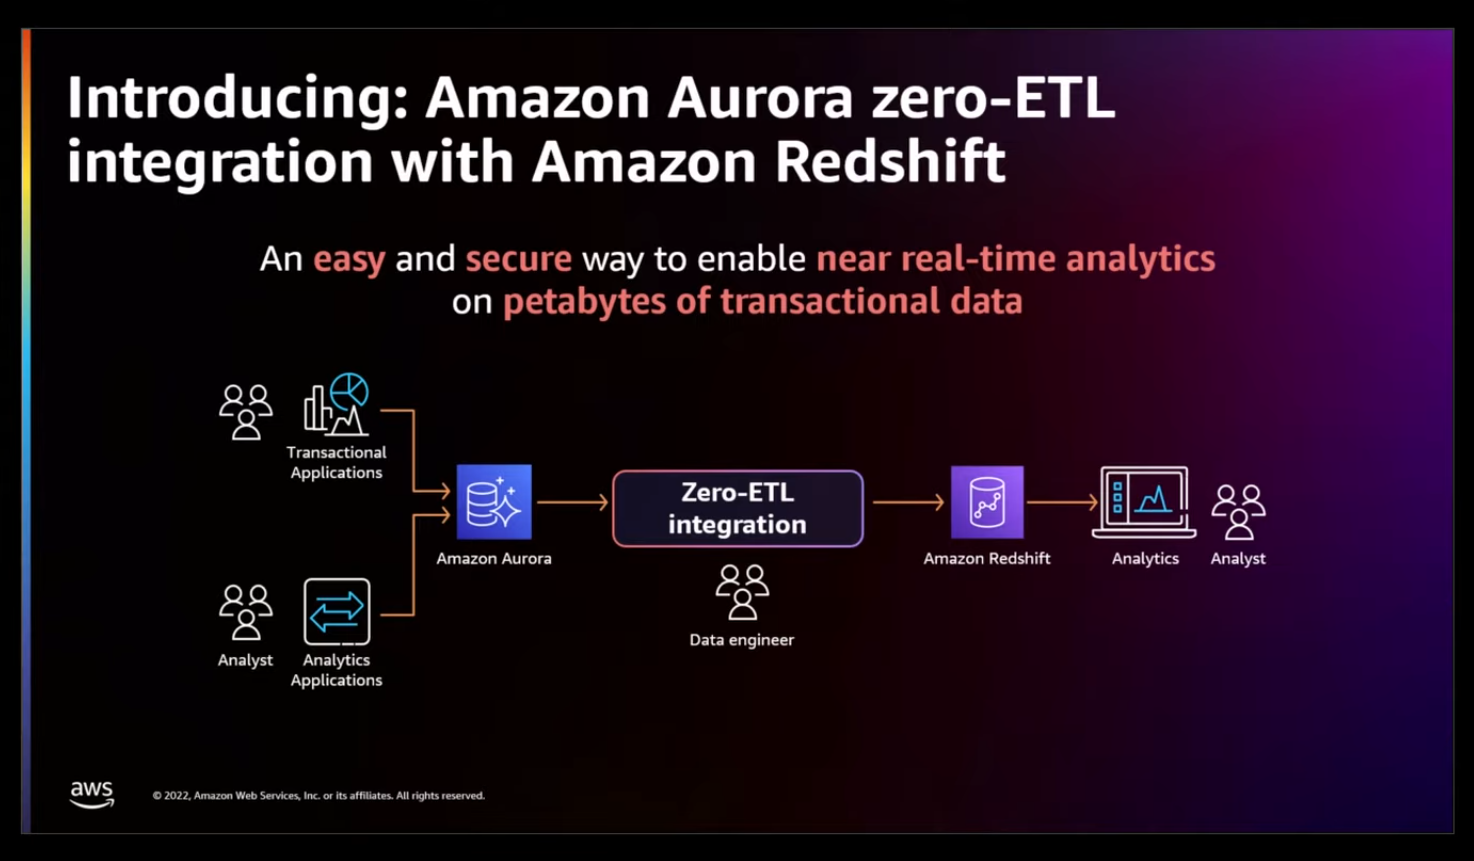 Introducing: Amazon Aurora zero-ETL
integration with Amazon Redshift
An easy and secure way to enable near real-time analytics
on petabytes of transactional data
Transactional
Applications
Amazon Aurora
Zero-ETL
integration
Amazon Redshift
Analytics
Analyst
Data engineer
Analyst
Analytics
Applications
aws
© 2022, Amazon Web Services, Inc. or its affiliates. All rights reserved.